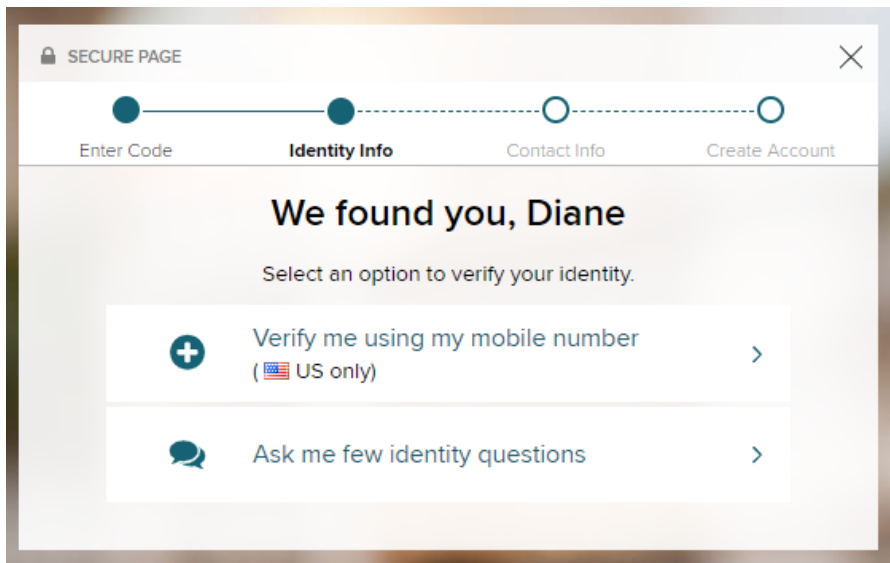 SECURE PAGE
Enter Code
Identity Info
Contact Info
Create Account
We found you, Diane
Select an option to verify your identity.
Verify me using my mobile number
( US only)
Ask me few identity questions